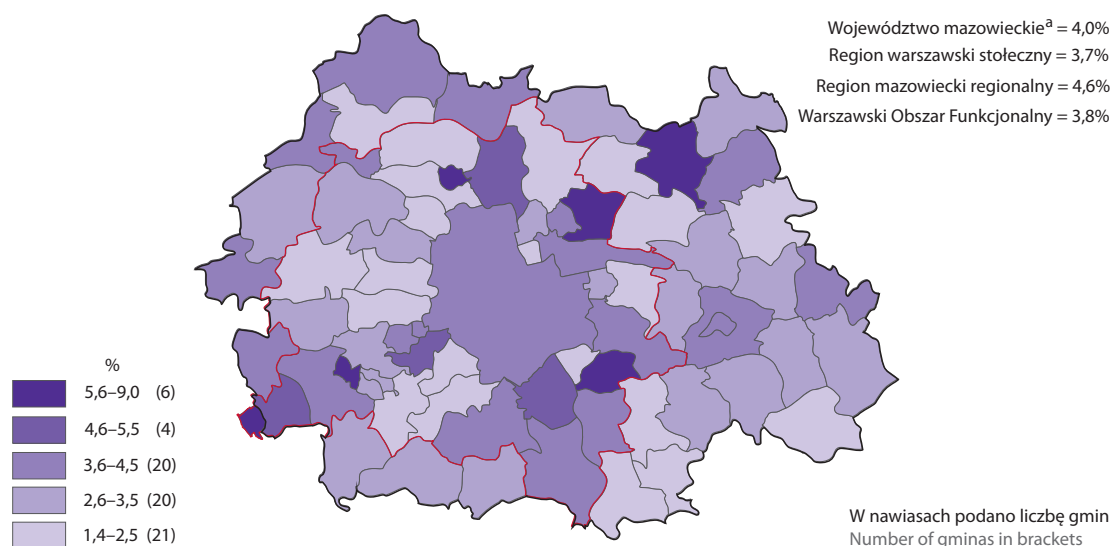 Województwo mazowieckieᵃ = 4,0%
Region warszawski stołeczny = 3,7%
Region mazowiecki regionalny = 4,6%
Warszawski Obszar Funkcjonalny = 3,8%
%
5,6–9,0 (6)
4,6–5,5 (4)
3,6–4,5 (20)
2,6–3,5 (20)
1,4–2,5 (21)
W nawiasach podano liczbę gmin
Number of gminas in brackets